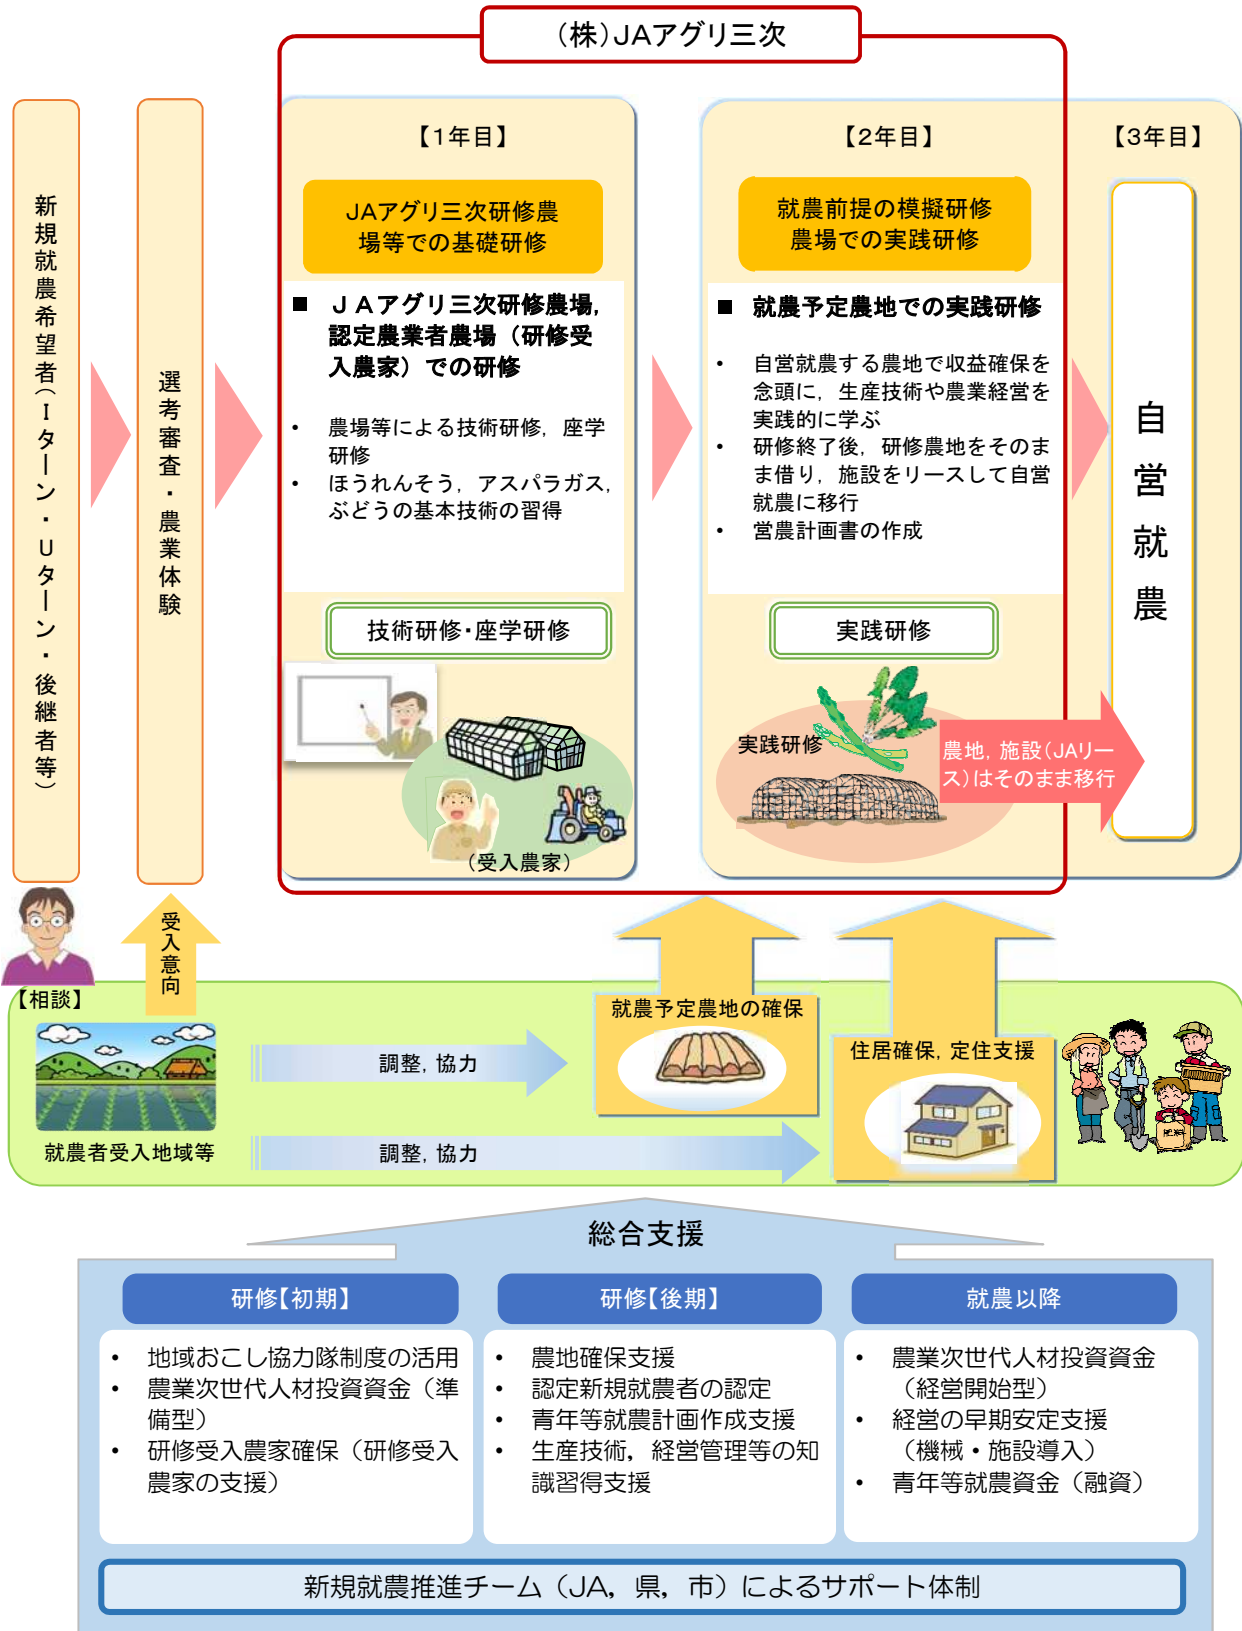 (株)JAアグリ三次
新規就農希望者(Iターン・Uターン・後継者等)
選考審査・農業体験
【1年目】
JAアグリ三次研修農
場等での基礎研修
■ JAアグリ三次研修農場,
認定農業者農場（研修受
入農家）での研修
• 農場等による技術研修, 座学
研修
• ほうれんそう, アスパラガス,
ぶどうの基本技術の習得
技術研修・座学研修
(受入農家)
【2年目】
就農前提の模擬研修
農場での実践研修
■ 就農予定農地での実践研修
• 自営就農する農地で収益確保を
念頭に, 生産技術や農業経営を
実践的に学ぶ
• 研修終了後, 研修農地をそのま
ま借り, 施設をリースして自営
就農に移行
• 営農計画書の作成
実践研修
実践研修
農地, 施設(JAリー
ス)はそのまま移行
【3年目】
自営就農
受入意向
【相談】
就農者受入地域等
調整, 協力
調整, 協力
就農予定農地の確保
住居確保, 定住支援
肥料
総合支援
研修【初期】
• 地域おこし協力隊制度の活用
• 農業次世代人材投資資金（準
備型）
• 研修受入農家確保（研修受入
農家の支援）
研修【後期】
• 農地確保支援
• 認定新規就農者の認定
• 青年等就農計画作成支援
• 生産技術, 経営管理等の知
識習得支援
就農以降
• 農業次世代人材投資資金
（経営開始型）
• 経営の早期安定支援
（機械・施設導入）
• 青年等就農資金（融資）
新規就農推進チーム（JA, 県, 市）によるサポート体制